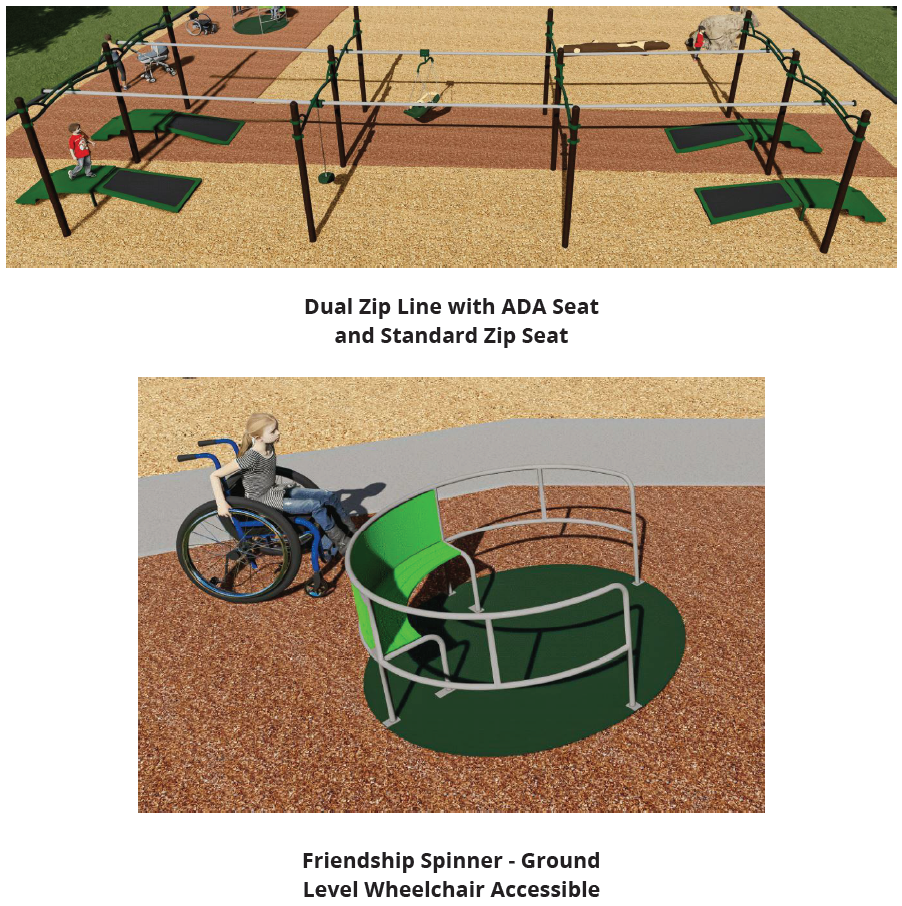 Dual Zip Line with ADA Seat
and Standard Zip Seat
Friendship Spinner - Ground
Level Wheelchair Accessible